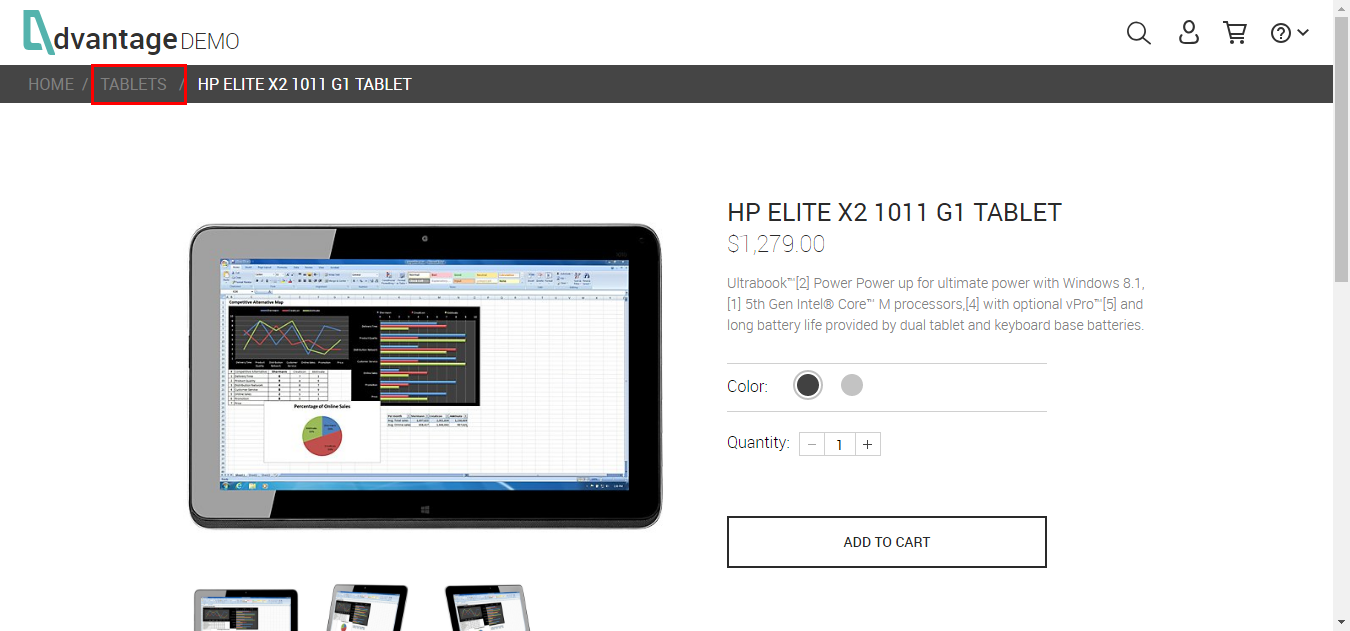 dvantage DEMO
HOME / TABLETS / HP ELITE X2 1011 G1 TABLET
HP ELITE X2 1011 G1 TABLET
$1,279.00
Ultrabook™[2] Power Power up for ultimate power with Windows 8.1,
[1] 5th Gen Intel® Core™ M processors,[4] with optional vPro™[5] and
long battery life provided by dual tablet and keyboard base batteries.
Color:
Quantity: − 1 +
ADD TO CART
Competitive Alternative Map
Percentage of Online Sales